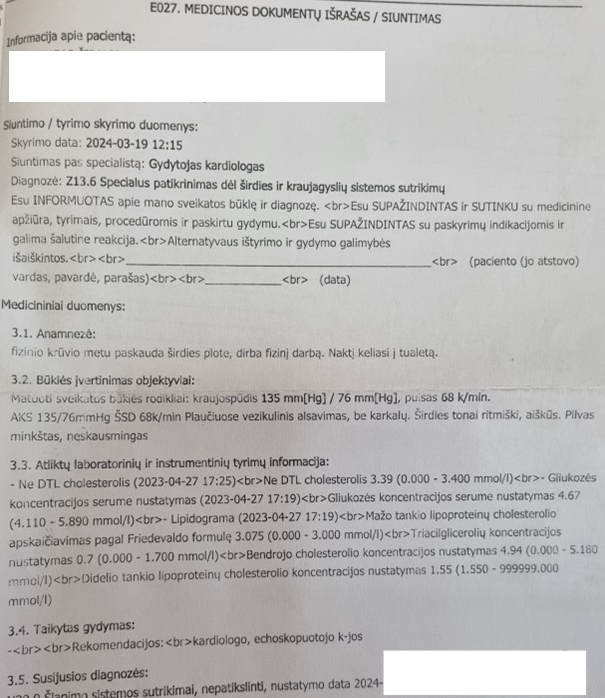 E027. MEDICINOS DOKUMENTŲ IŠRAŠAS / SIUNTIMAS
Informacija apie pacientą:
Siuntimo / tyrimo skyrimo duomenys:
Skyrimo data: 2024-03-19 12:15
Siuntimas pas specialistą: Gydytojas kardiologas
Diagnozė: Z13.6 Specialus patikrinimas dėl širdies ir kraujagyslių sistemos sutrikimų
Esu INFORMUOTAS apie mano sveikatos būklę ir diagnozę. <br>Esu SUPAŽINDINTAS ir SUTINKU su medicinine
apžiūra, tyrimais, procedūromis ir paskirtu gydymu.<br>Esu SUPAŽINDINTAS su paskyrimų indikacijomis ir
galima šalutine reakcija.<br>Alternatyvaus ištyrimo ir gydymo galimybės
išaiškintos.<br><br>______________________________<br> (paciento (jo atstovo)
vardas, pavardė, parašas)<br><br>__________<br> (data)
Medicininiai duomenys:
3.1. Anamnezė:
fizinio krūvio metu paskauda širdies plote, dirba fizinį darbą. Naktį keliasi į tualetą.
3.2. Būklės įvertinimas objektyviai:
Matuoti sveikatos būklės rodikliai: kraujospūdis 135 mm[Hg] / 76 mm[Hg], pulsas 68 k/min.
AKS 135/76mmHg ŠSD 68k/min Plaučiuose vezikulinis alsavimas, be karkalų. Širdies tonai ritmiški, aiškūs. Pilvas
minkštas, neskausmingas
3.3. Atliktų laboratorinių ir instrumentinių tyrimų informacija:
- Ne DTL cholesterolis (2023-04-27 17:25)<br>Ne DTL cholesterolis 3.39 (0.000 - 3.400 mmol/l)<br>- Gliukozės
koncentracijos serume nustatymas (2023-04-27 17:19)<br>Gliukozės koncentracijos serume nustatymas 4.67
(4.110 - 5.890 mmol/l)<br>- Lipidograma (2023-04-27 17:19)<br>Mažo tankio lipoproteinų cholesterolio
apskaičiavimas pagal Friedevaldo formulę 3.075 (0.000 - 3.000 mmol/l)<br>Triacilglicerolių koncentracijos
nustatymas 0.7 (0.000 - 1.700 mmol/l)<br>Bendrojo cholesterolio koncentracijos nustatymas 4.94 (0.000 - 5.180
mmol/l)<br>Didelio tankio lipoproteinų cholesterolio koncentracijos nustatymas 1.55 (1.550 - 999999.000
mmol/l)
3.4. Taikytas gydymas:
-<br><br>Rekomendacijos:<br>kardiologo, echoskopuotojo k-jos
3.5. Susijusios diagnozės:
sistemos sutrikimai, nepatikslinti, nustatymo data 2024-